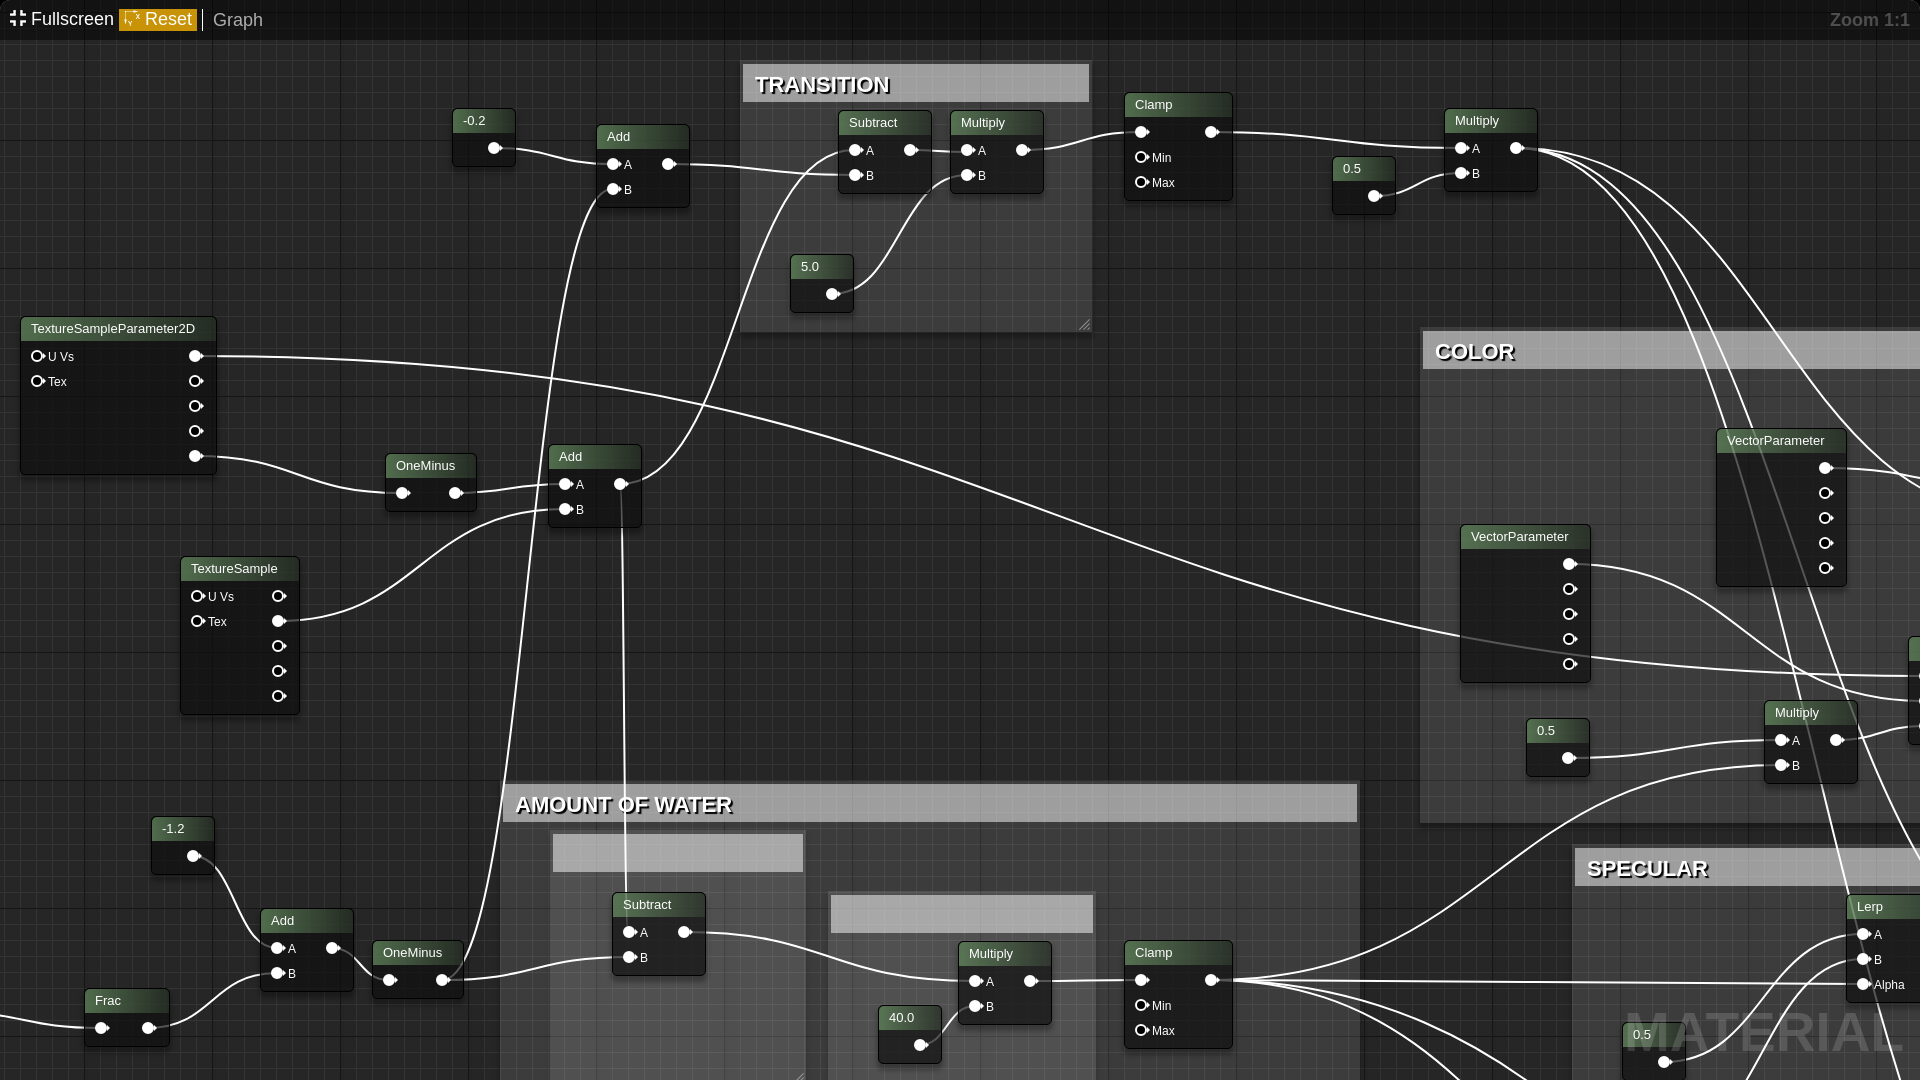 Fullscreen Reset Graph Zoom 1:1
TRANSITION
-0.2
Add
A
B
Subtract
A
B
Multiply
A
B
5.0
Clamp
Min
Max
0.5
Multiply
A
B
TextureSampleParameter2D
U Vs
Tex
OneMinus
Add
A
B
TextureSample
U Vs
Tex
COLOR
VectorParameter
VectorParameter
0.5
Multiply
A
B
-1.2
Add
A
B
OneMinus
Frac
AMOUNT OF WATER
Subtract
A
B
Multiply
A
B
40.0
Clamp
Min
Max
SPECULAR
Lerp
A
B
Alpha
0.5
MATERIAL